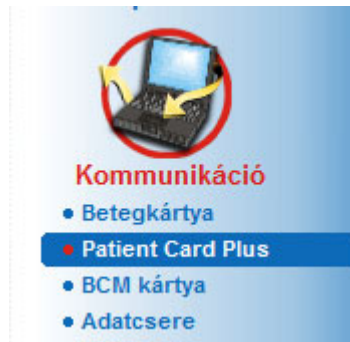 Kommunikáció
• Betegkártya
• Patient Card Plus
• BCM kártya
• Adatcsere